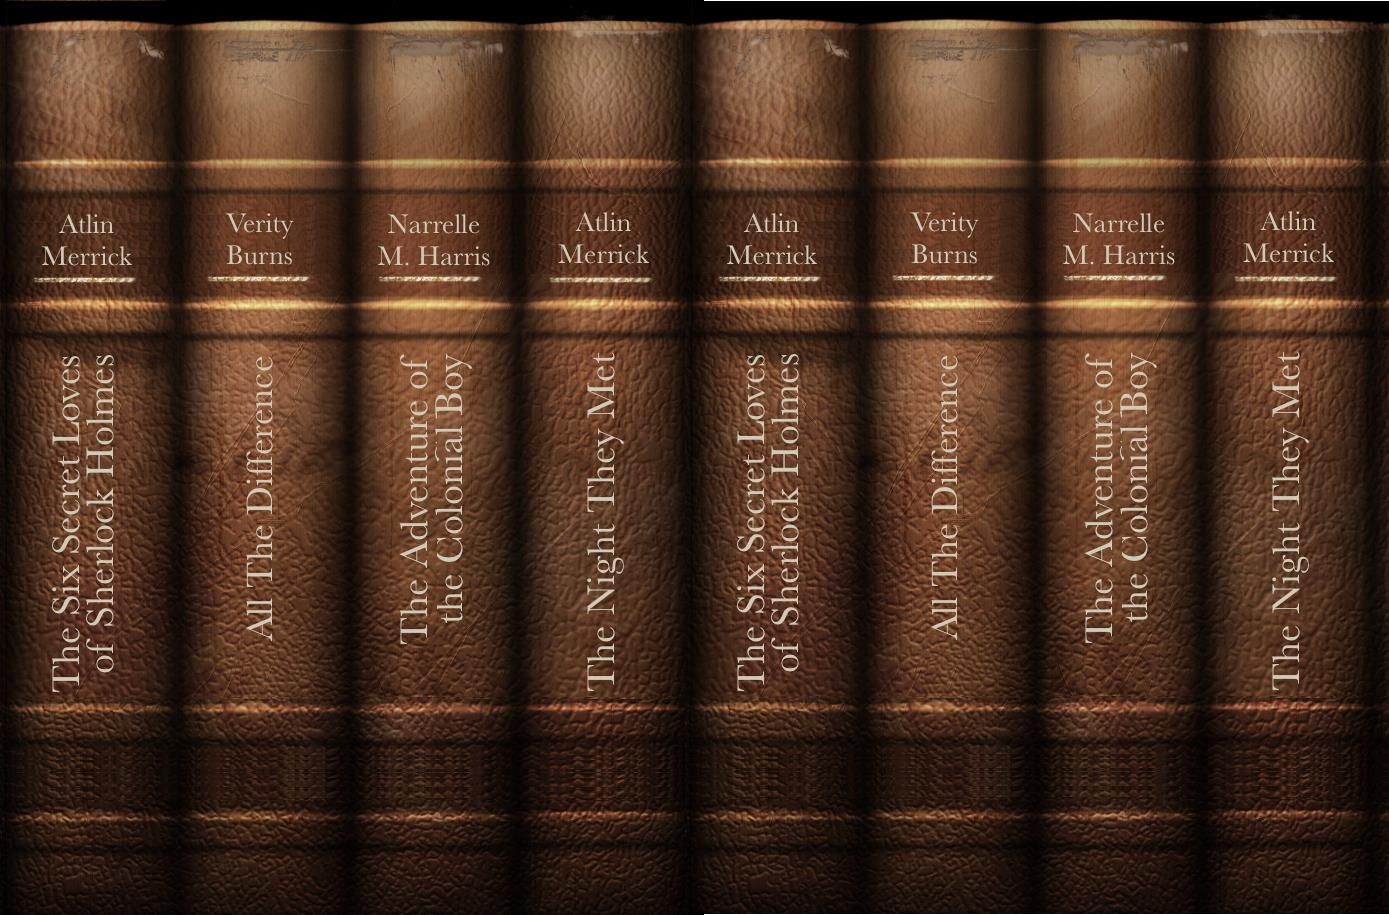 Atlin
Merrick
The Six Secret Loves
of Sherlock Holmes
Verity
Burns
All The Difference
Narrelle
M. Harris
The Adventure of
the Colonial Boy
Atlin
Merrick
The Night They Met
Atlin
Merrick
The Six Secret Loves
of Sherlock Holmes
Verity
Burns
All The Difference
Narrelle
M. Harris
The Adventure of
the Colonial Boy
Atlin
Merrick
The Night They Met